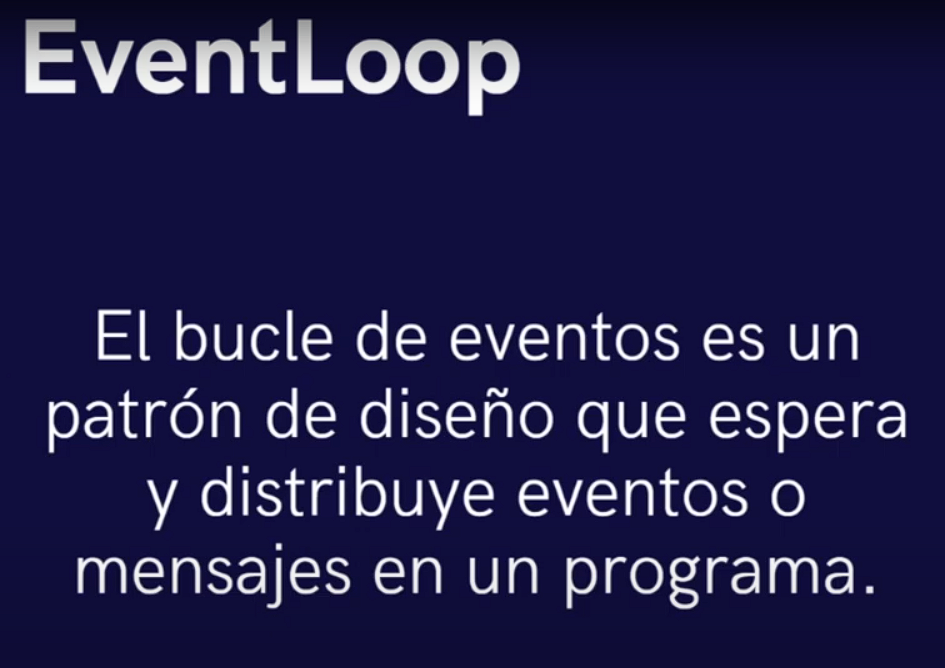 EventLoop
El bucle de eventos es un
patrón de diseño que espera
y distribuye eventos o
mensajes en un programa.